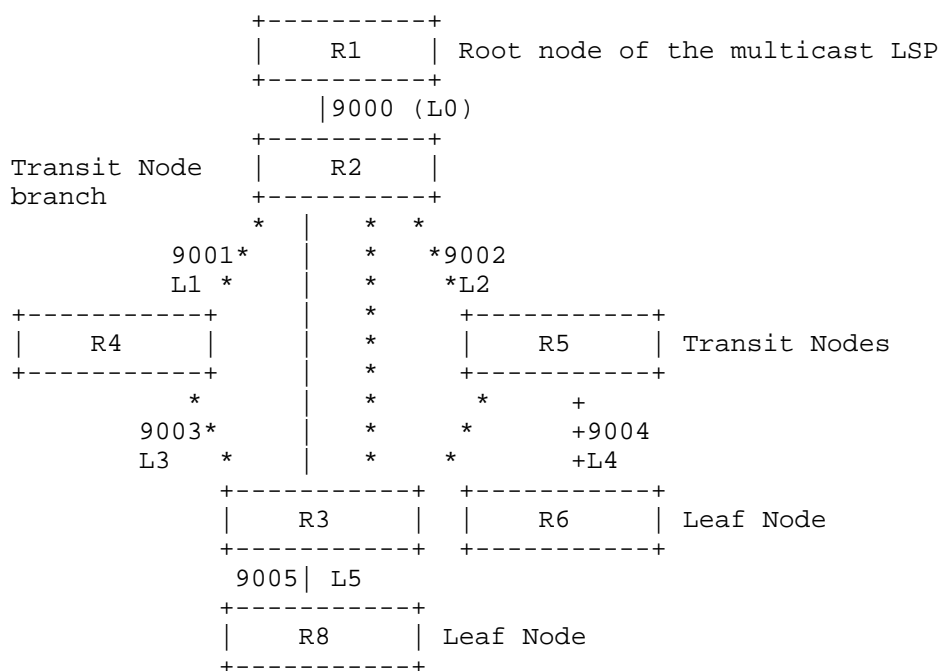 R1 Root node of the multicast LSP
9000 (L0)
Transit Node R2
branch
9001 9002
L1 L2
R4 R5 Transit Nodes
9003 9004
L3 L4
R3 R6 Leaf Node
9005 L5
R8 Leaf Node